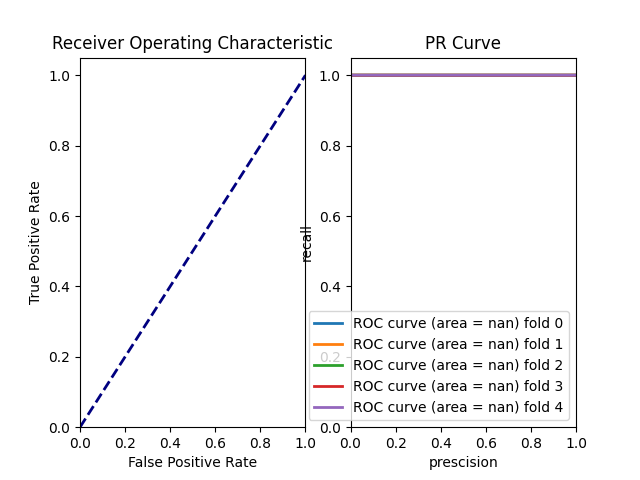 Receiver Operating Characteristic
1.0
0.8
0.6
0.4
0.2
0.0
True Positive Rate
0.0 0.2 0.4 0.6 0.8 1.0
False Positive Rate
PR Curve
1.0
0.8
0.6
0.4
0.2
0.0
recall
ROC curve (area = nan) fold 0
ROC curve (area = nan) fold 1
ROC curve (area = nan) fold 2
ROC curve (area = nan) fold 3
ROC curve (area = nan) fold 4
0.0 0.2 0.4 0.6 0.8 1.0
prescision